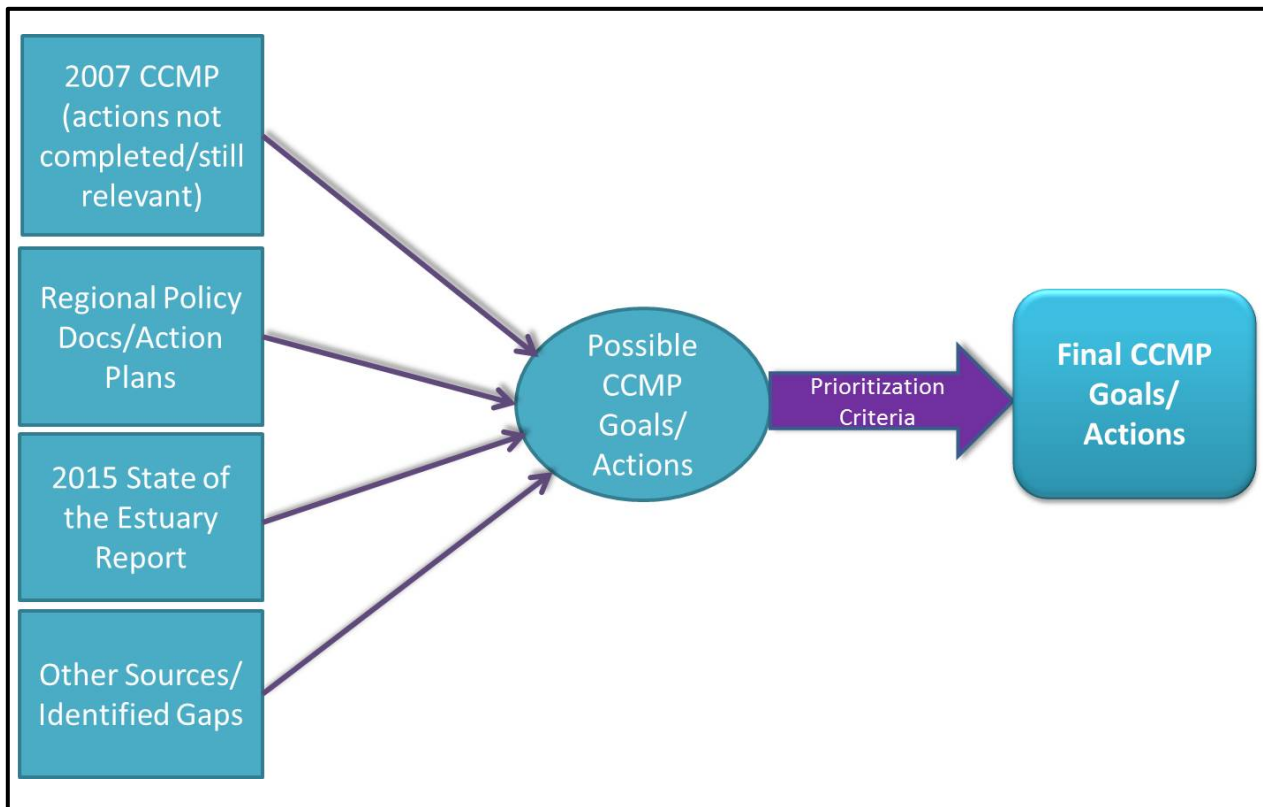 2007 CCMP
(actions not
completed/still
relevant)
Regional Policy
Docs/Action
Plans
2015 State of
the Estuary
Report
Other Sources/
Identified Gaps
Possible
CCMP
Goals/
Actions
Prioritization
Criteria
Final CCMP
Goals/
Actions